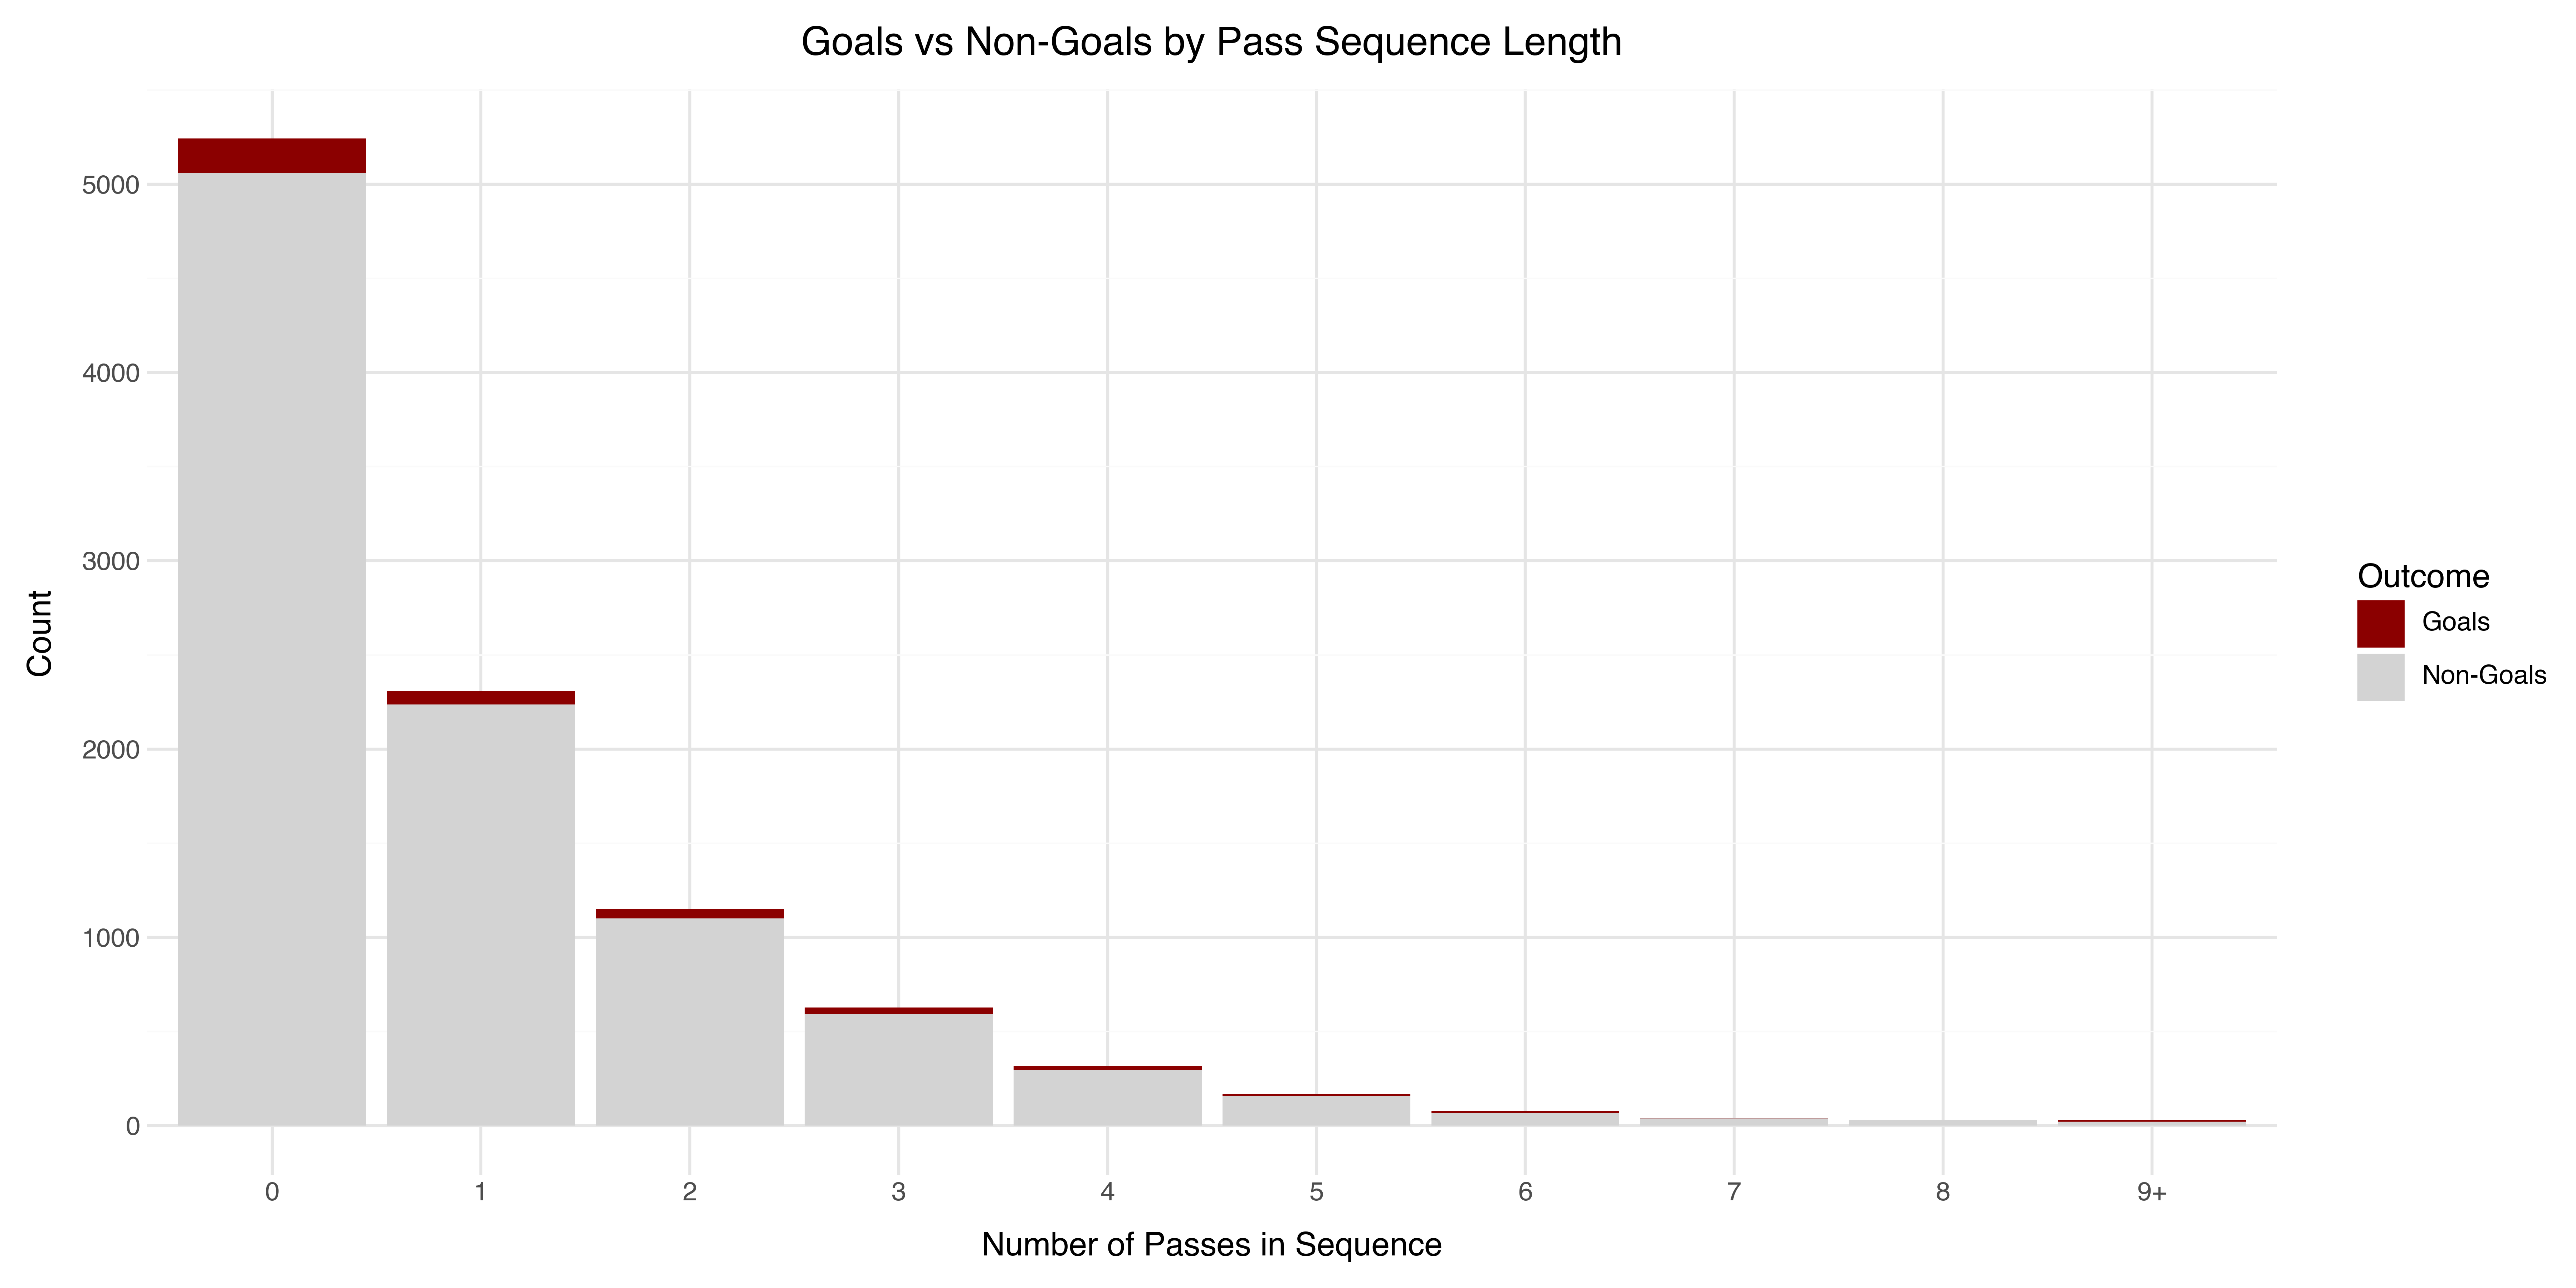 Goals vs Non-Goals by Pass Sequence Length
5000
4000
3000
2000
1000
0
Count
0 1 2 3 4 5 6 7 8 9+
Number of Passes in Sequence
Outcome
Goals
Non-Goals